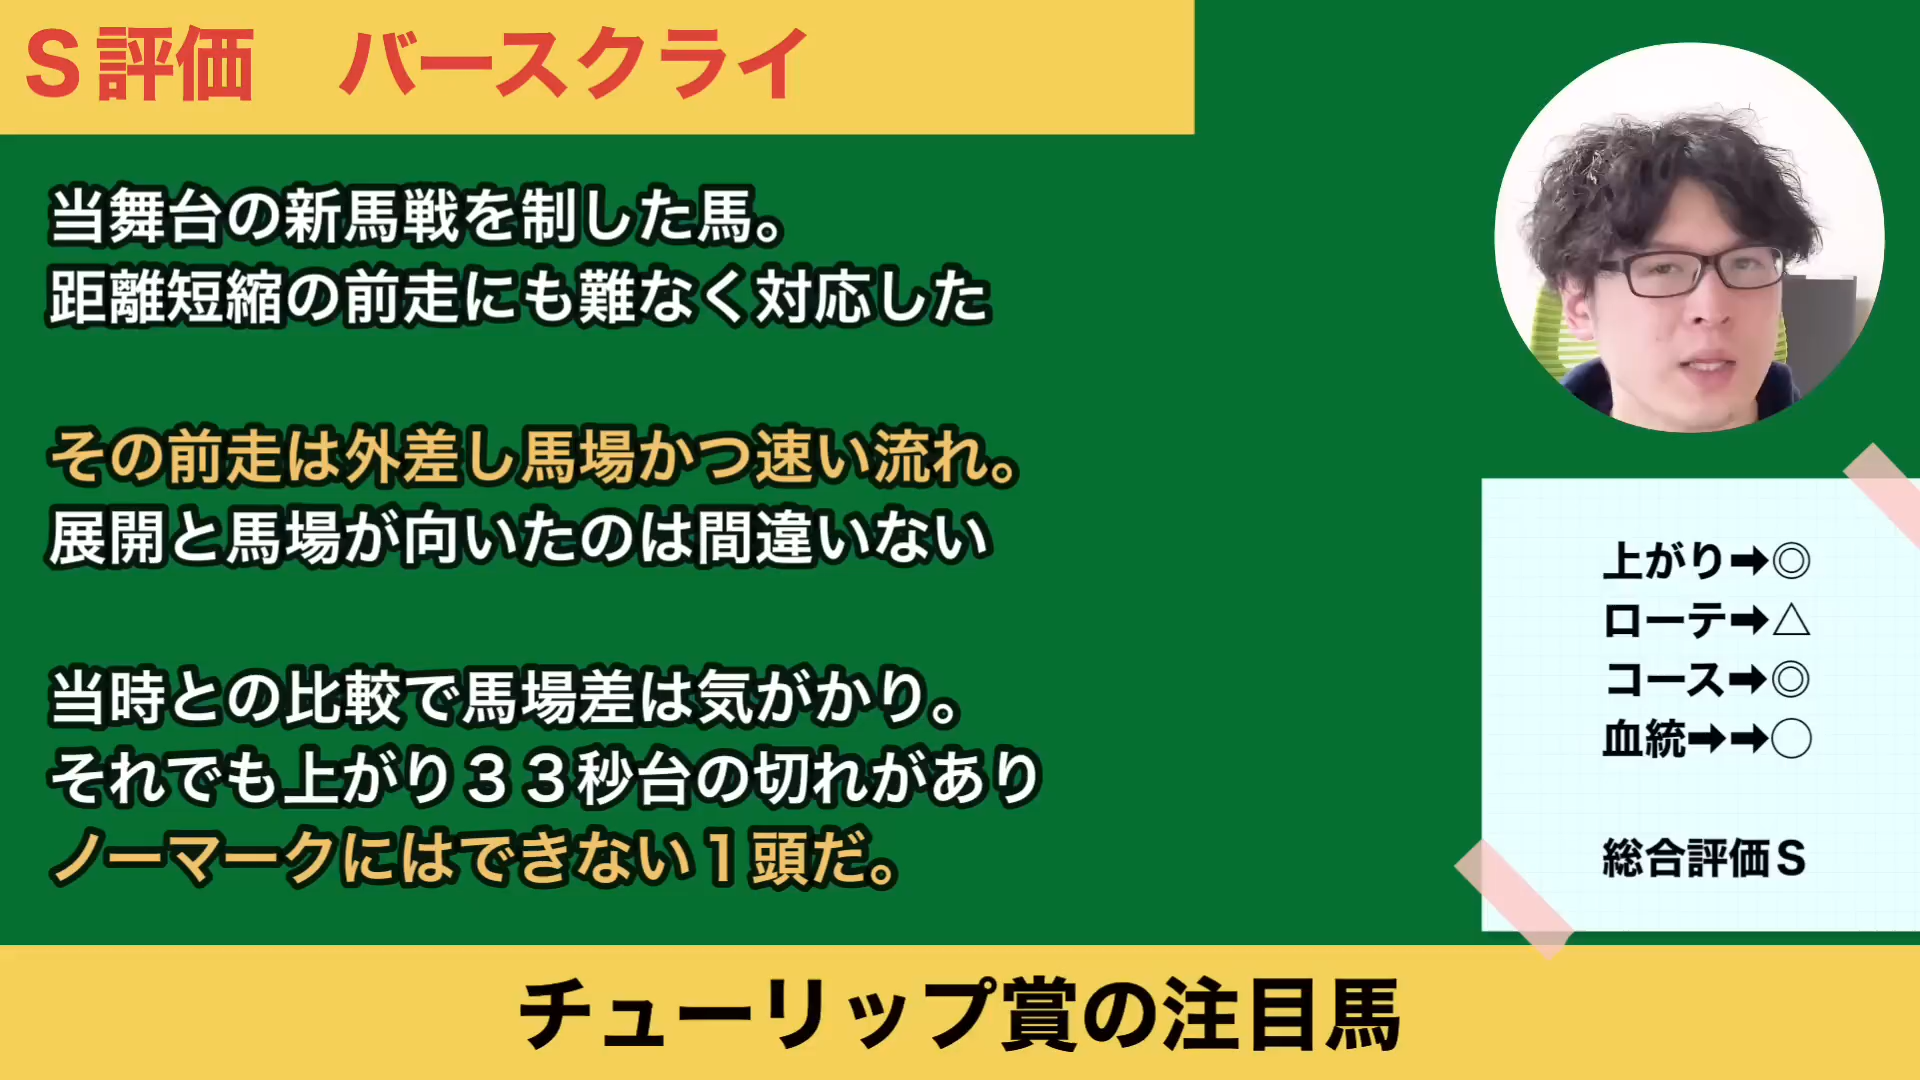 Ｓ評価　バースクライ
当舞台の新馬戦を制した馬。
距離短縮の前走にも難なく対応した
その前走は外差し馬場かつ速い流れ。
展開と馬場が向いたのは間違いない
当時との比較で馬場差は気がかり。
それでも上がり３３秒台の切れがあり
ノーマークにはできない１頭だ。
上がり➡◎
ローテ➡△
コース➡◎
血統➡➡◯
総合評価Ｓ
チューリップ賞の注目馬